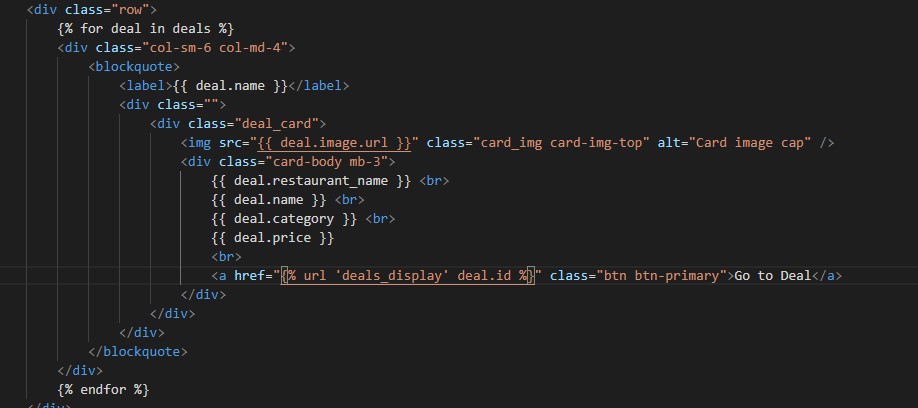 <div class="row">
{% for deal in deals %}
<div class="col-sm-6 col-md-4">
<blockquote>
<label>{{ deal.name }}</label>
<div class="">
<div class="deal_card">
<img src="{{ deal.image.url }}" class="card_img card-img-top" alt="Card image cap" />
<div class="card-body mb-3">
{{ deal.restaurant_name }} <br>
{{ deal.name }} <br>
{{ deal.category }} <br>
{{ deal.price }}
<br>
<a href="{% url 'deals_display' deal.id %}" class="btn btn-primary">Go to Deal</a>
</div>
</div>
</div>
</blockquote>
</div>
{% endfor %}
</div>